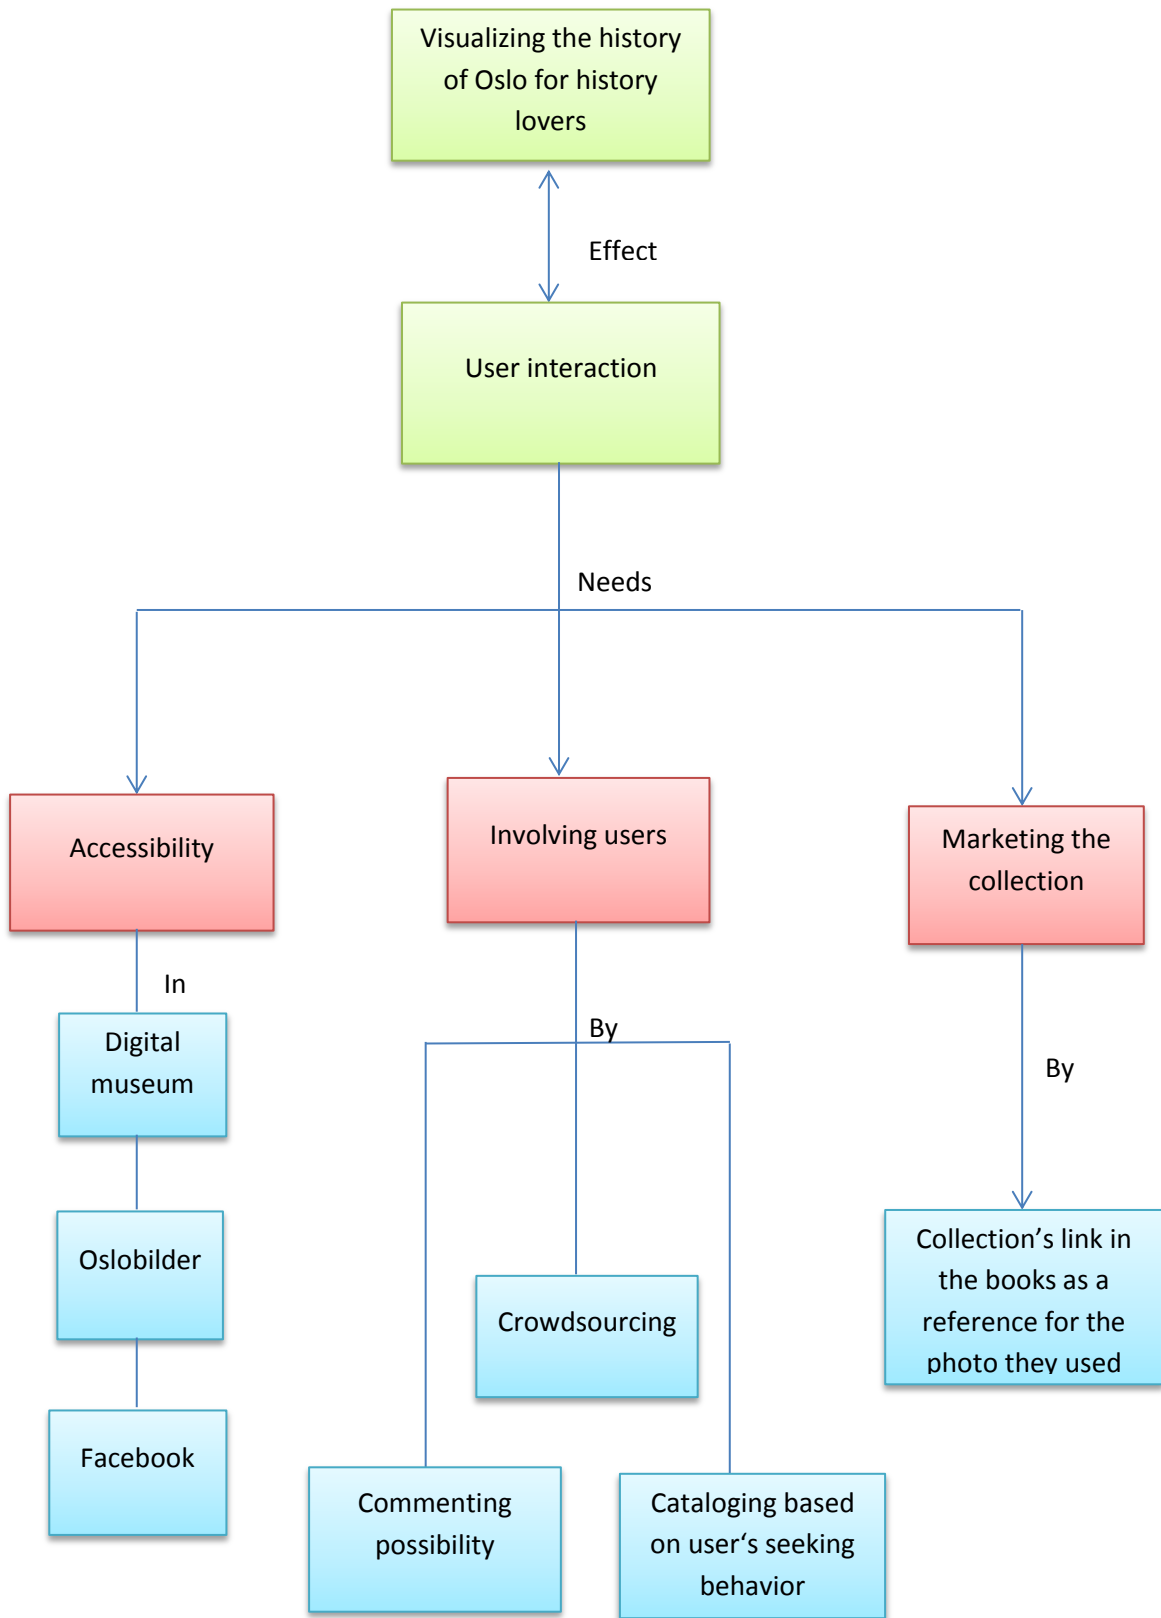 Visualizing the history
of Oslo for history
lovers
Effect
User interaction
Needs
Accessibility
Involving users
Marketing the
collection
In
By
By
Digital
museum
Oslobilder
Facebook
Crowdsourcing
Commenting
possibility
Cataloging based
on user‘s seeking
behavior
Collection’s link in
the books as a
reference for the
photo they used